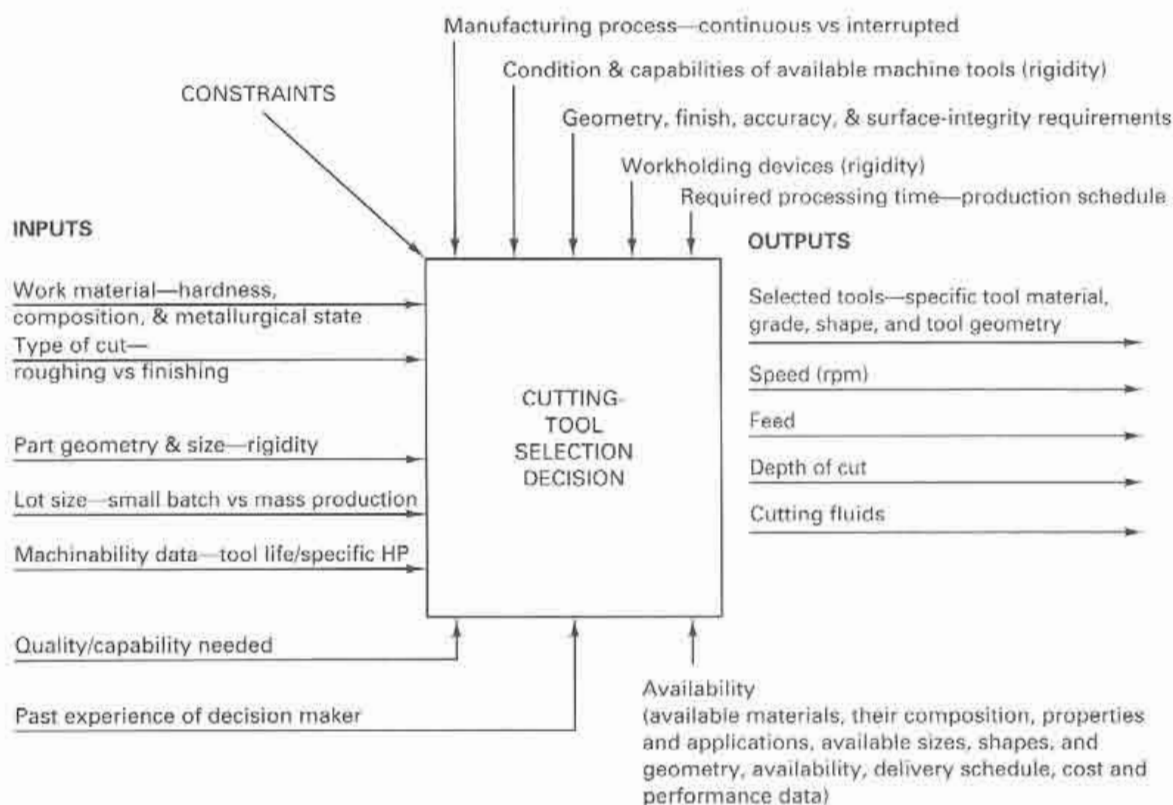 Manufacturing process—continuous vs interrupted
Condition & capabilities of available machine tools (rigidity)
CONSTRAINTS
Geometry, finish, accuracy, & surface-integrity requirements
Workholding devices (rigidity)
Required processing time—production schedule
INPUTS
Work material—hardness,
composition, & metallurgical state
Type of cut—
roughing vs finishing
Part geometry & size—rigidity
Lot size—small batch vs mass production
Machinability data—tool life/specific HP
Quality/capability needed
Past experience of decision maker
CUTTING-
TOOL
SELECTION
DECISION
OUTPUTS
Selected tools—specific tool material,
grade, shape, and tool geometry
Speed (rpm)
Feed
Depth of cut
Cutting fluids
Availability
(available materials, their composition, properties
and applications, available sizes, shapes, and
geometry, availability, delivery schedule, cost and
performance data)